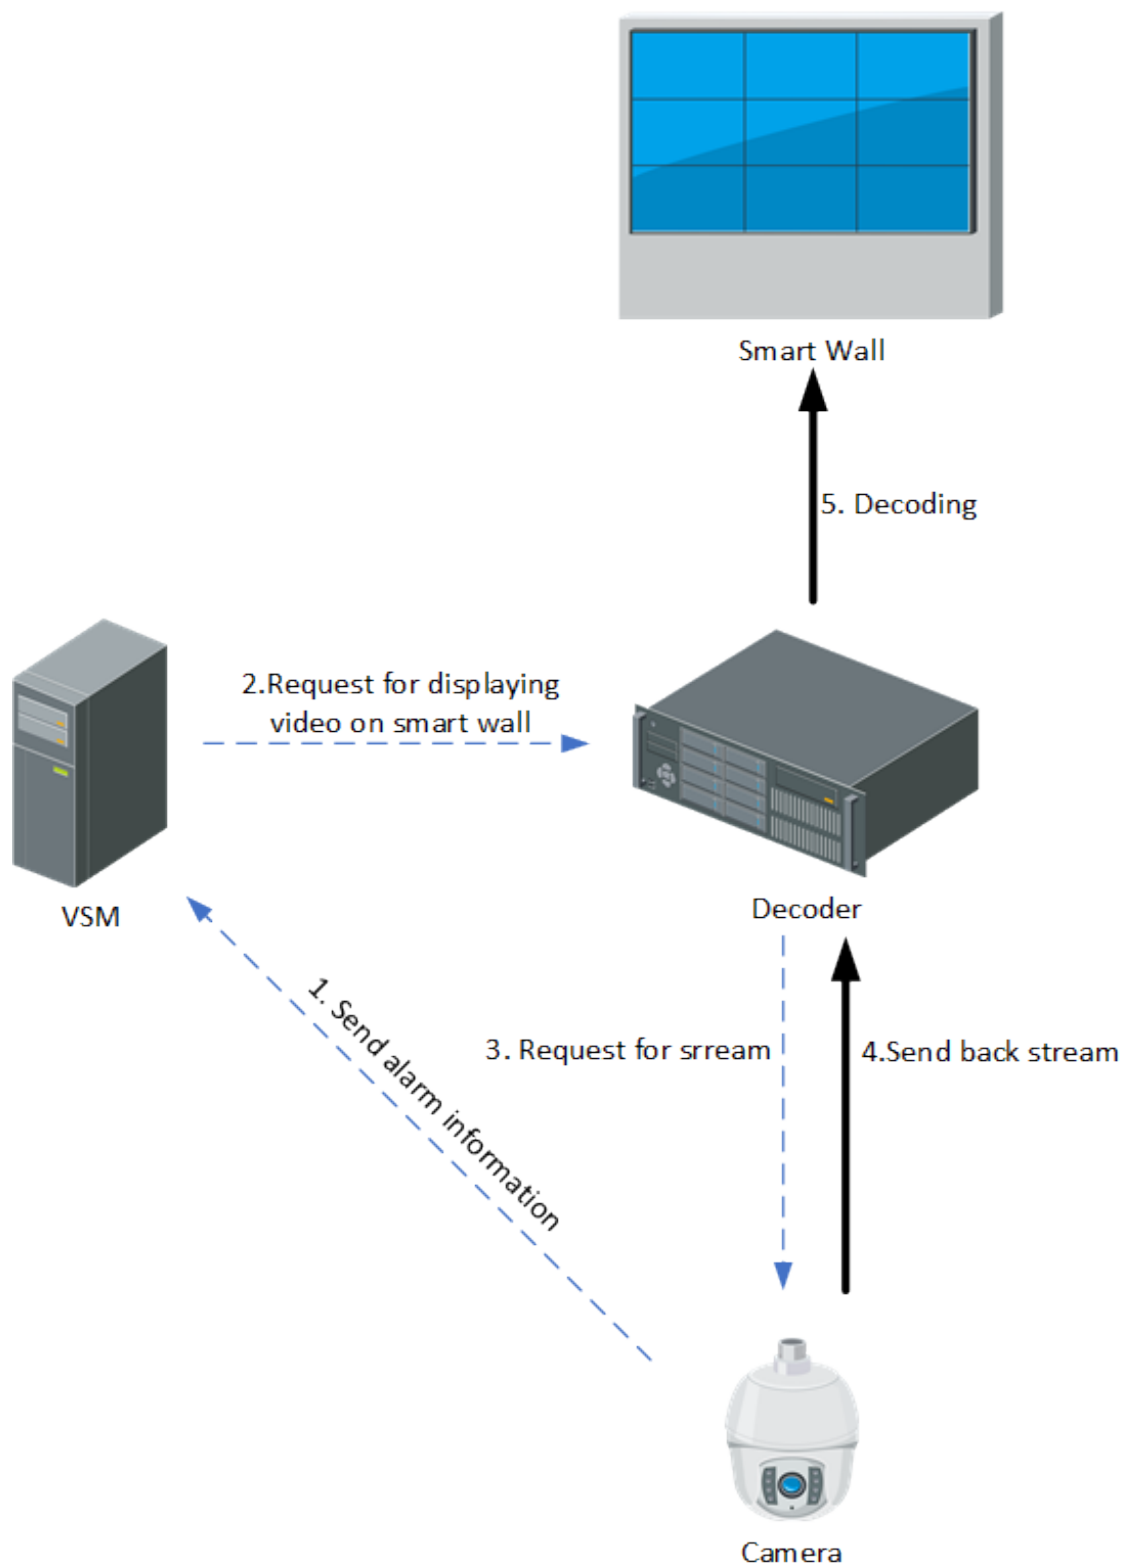 Smart Wall
5. Decoding
2.Request for displaying
video on smart wall
VSM
Decoder
1. Send alarm information
3. Request for srream
4.Send back stream
Camera